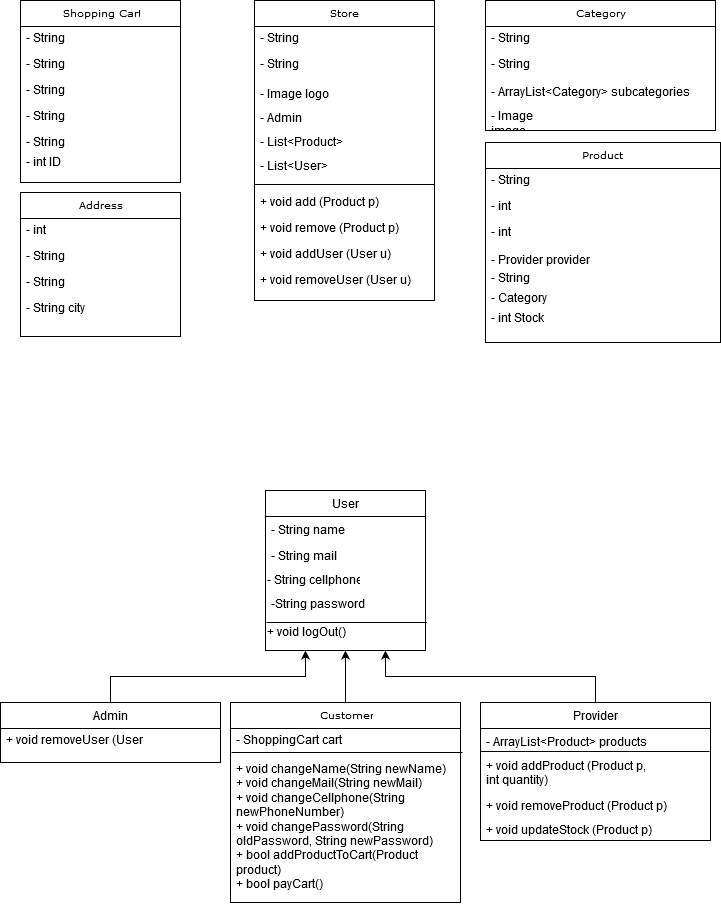 Shopping Cart
- String
- String
- String
- String
- String
- int ID
Address
- int
- String
- String
- String city
Store
- String
- String
- Image logo
- Admin
- List<Product>
- List<User>
+ void add (Product p)
+ void remove (Product p)
+ void addUser (User u)
+ void removeUser (User u)
Category
- String
- String
- ArrayList<Category> subcategories
- Image
image
Product
- String
- int
- int
- Provider provider
- String
- Category
- int Stock
User
- String name
- String mail
- String cellphone
-String password
+ void logOut()
Admin
+ void removeUser (User
Customer
- ShoppingCart cart
+ void changeName(String newName)
+ void changeMail(String newMail)
+ void changeCellphone(String
newPhoneNumber)
+ void changePassword(String
oldPassword, String newPassword)
+ bool addProductToCart(Product
product)
+ bool payCart()
Provider
- ArrayList<Product> products
+ void addProduct (Product p,
int quantity)
+ void removeProduct (Product p)
+ void updateStock (Product p)